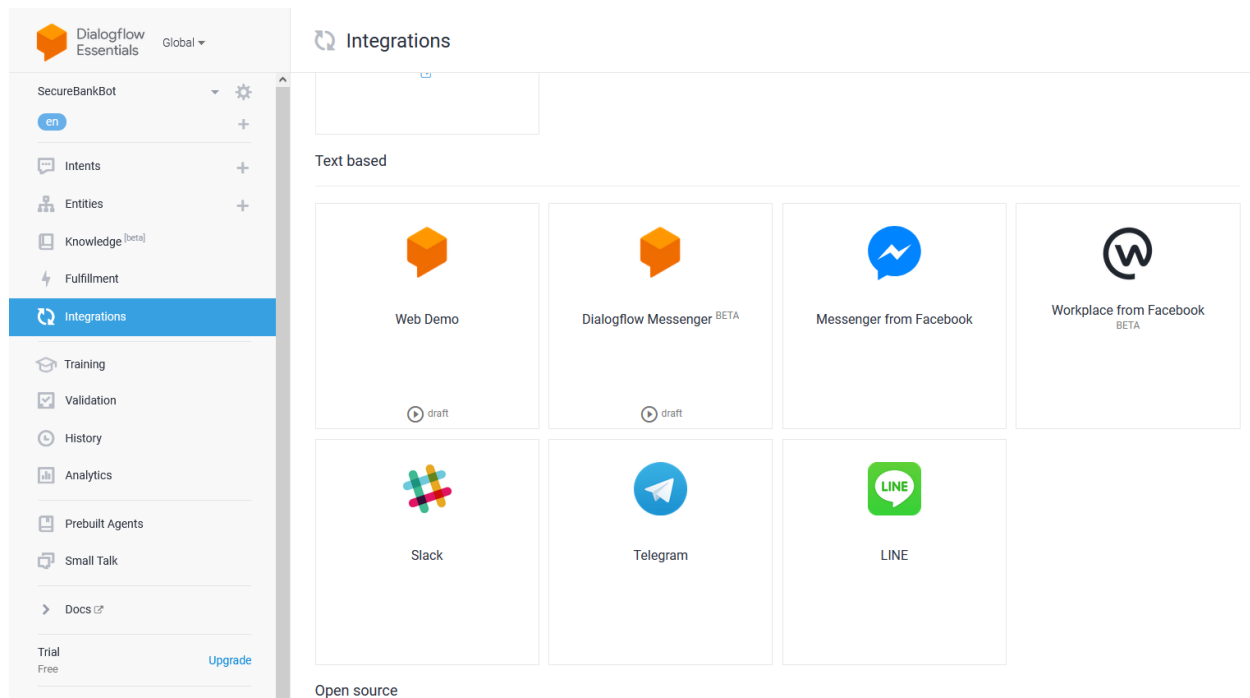 Dialogflow
Essentials
Global
SecureBankBot
en
Intents
Entities
Knowledge [beta]
Fulfillment
Integrations
Training
Validation
History
Analytics
Prebuilt Agents
Small Talk
Docs
Trial
Free
Upgrade
Integrations
Text based
Web Demo
draft
Dialogflow Messenger BETA
draft
Messenger from Facebook
Workplace from Facebook
BETA
Slack
Telegram
LINE
LINE
Open source